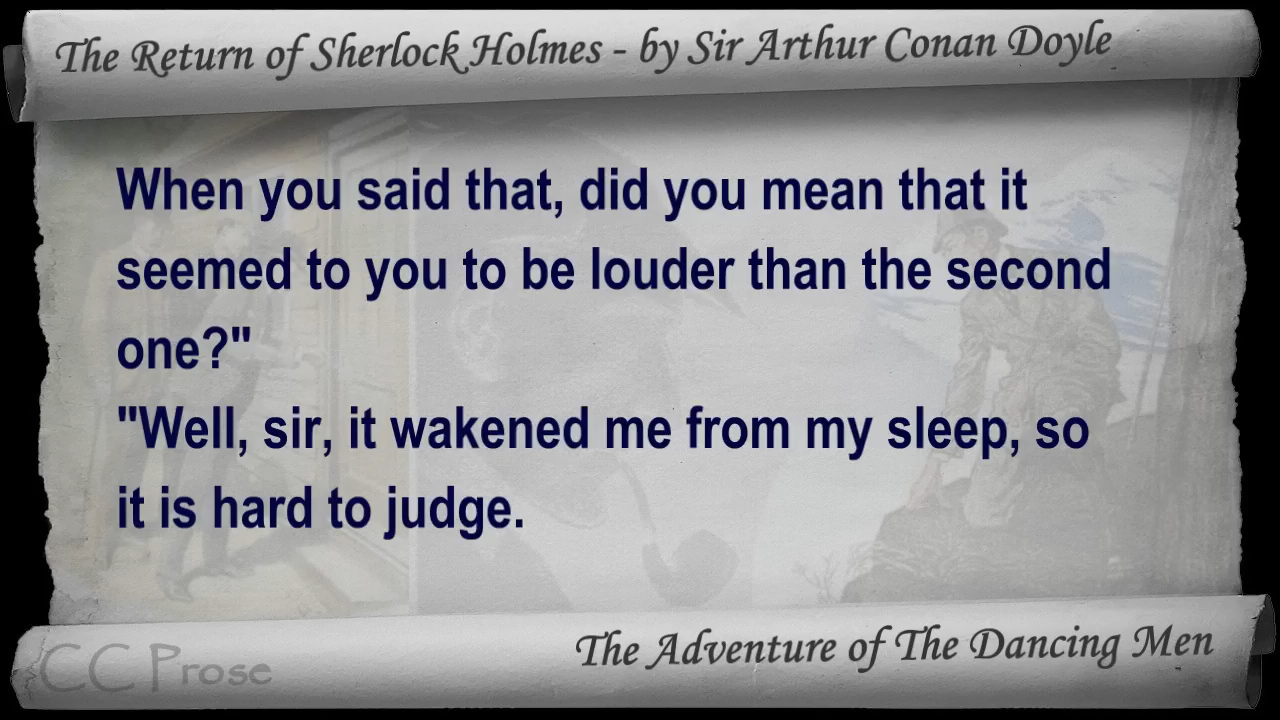 The Return of Sherlock Holmes - by Sir Arthur Conan Doyle
When you said that, did you mean that it
seemed to you to be louder than the second
one?"
"Well, sir, it wakened me from my sleep, so
it is hard to judge.
The Adventure of The Dancing Men
CC Prose